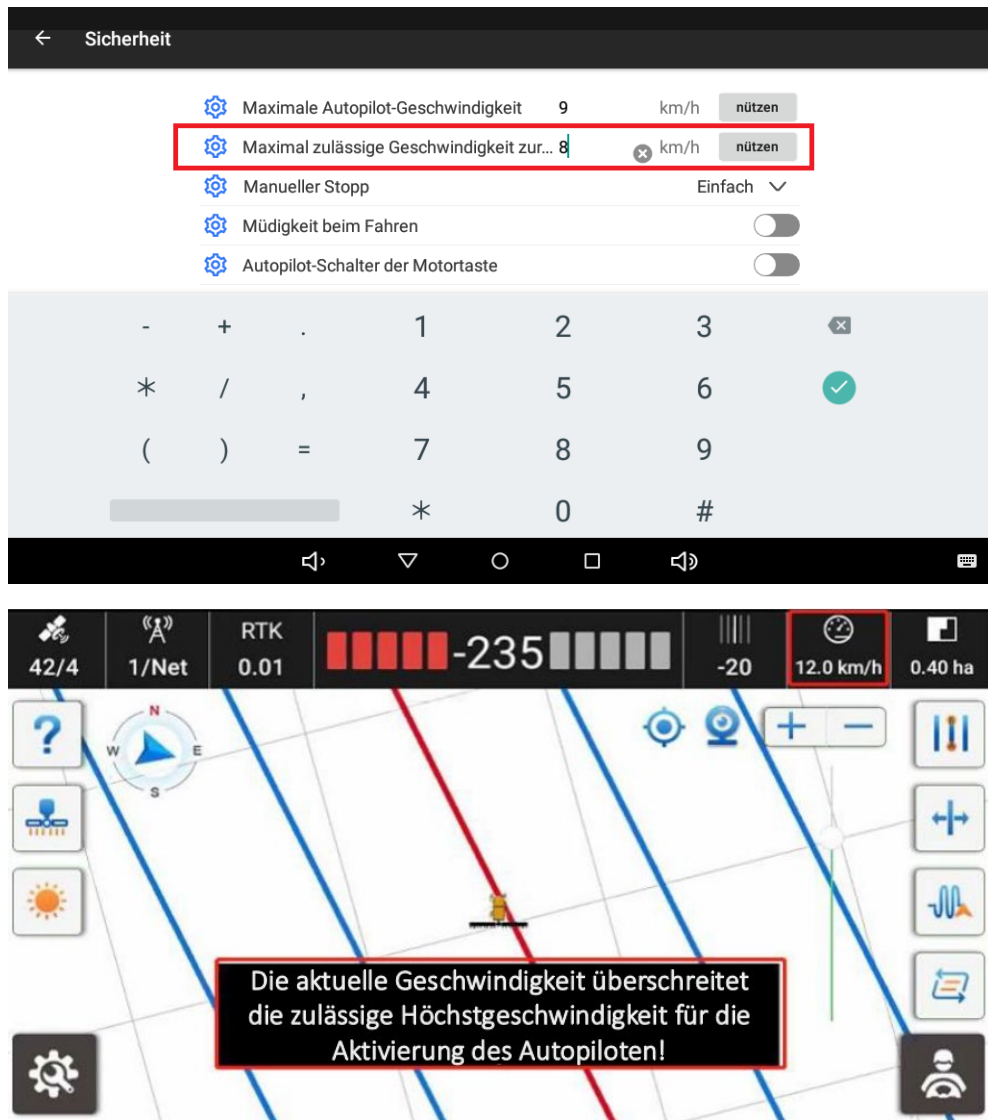 Sicherheit
Maximale Autopilot-Geschwindigkeit 9 km/h nützen
Maximal zulässige Geschwindigkeit zur... 8 km/h nützen
Manueller Stopp Einfach
Müdigkeit beim Fahren
Autopilot-Schalter der Motortaste
- + . 1 2 3
* / , 4 5 6
( ) = 7 8 9
* 0 #
42/4 1/Net RTK 0.01 -235 -20 12.0 km/h 0.40 ha
?
N
W E
S
+ −
Die aktuelle Geschwindigkeit überschreitet
die zulässige Höchstgeschwindigkeit für die
Aktivierung des Autopiloten!